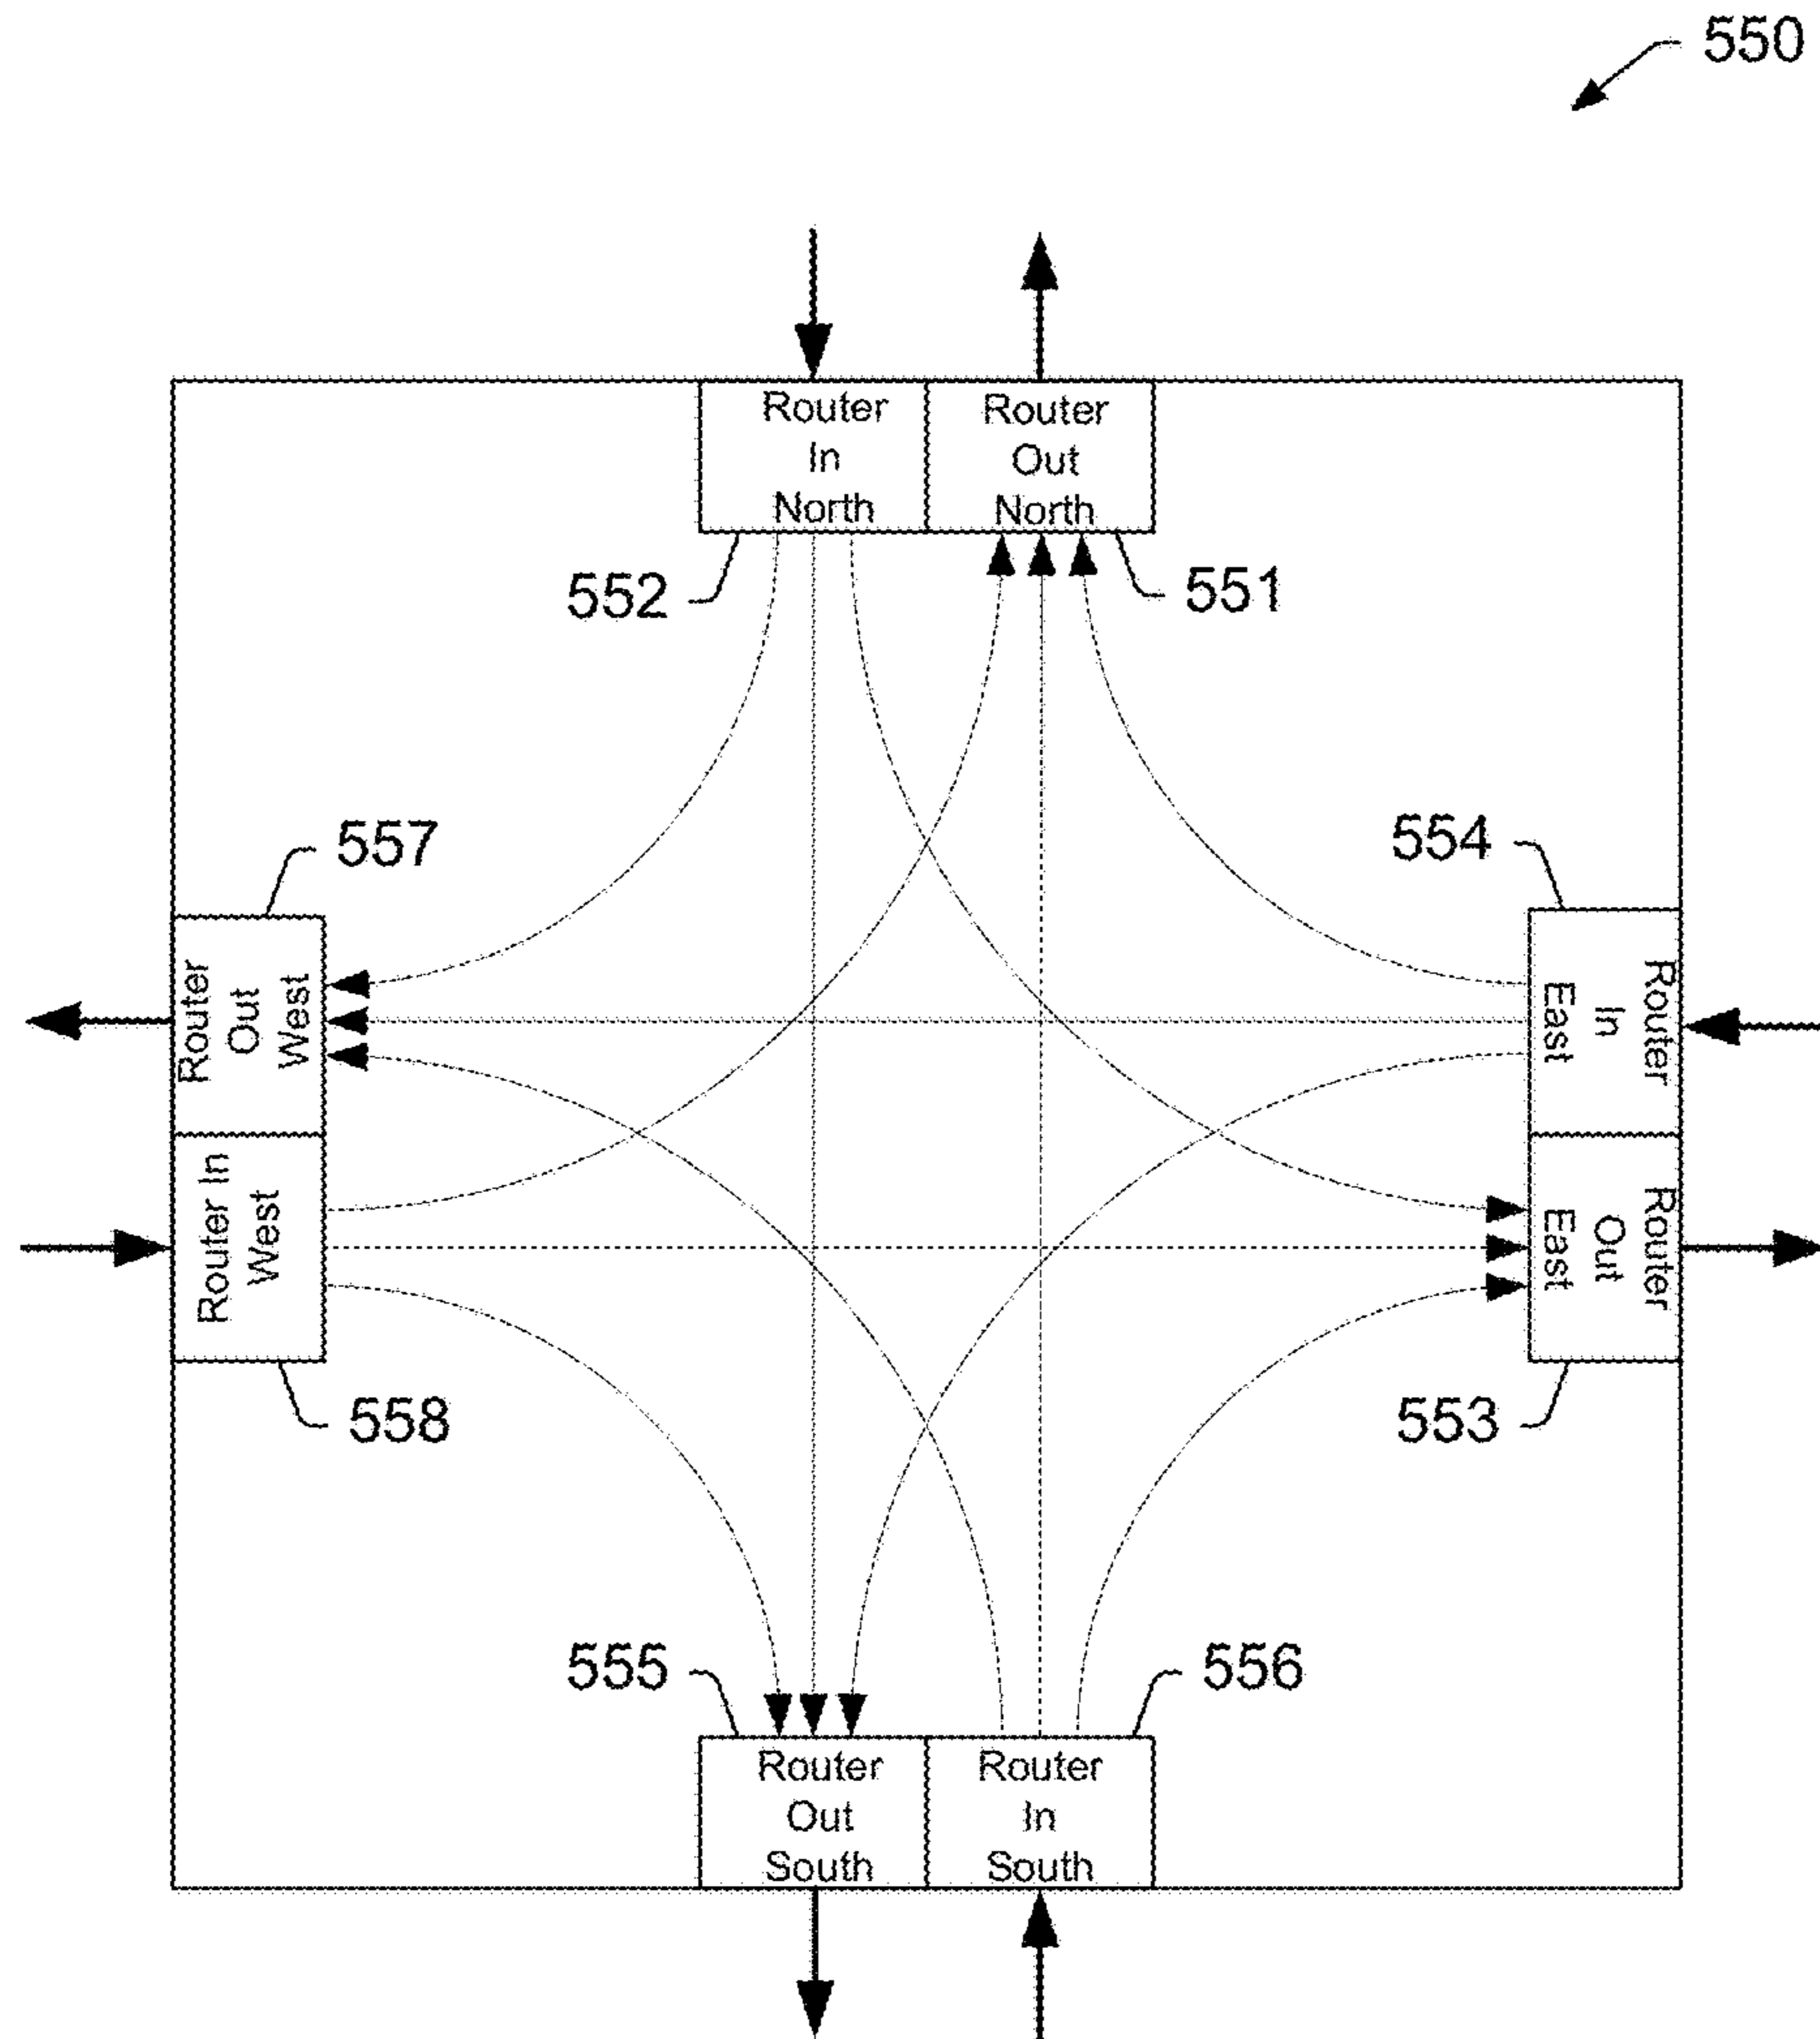 550
Router
In
North
Router
Out
North
552
551
557
554
Router
Out
West
Router
In
East
Router In
West
Router
Out
East
558
553
555
556
Router
Out
South
Router
In
South